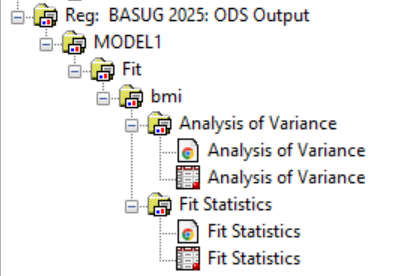 Reg: BASUG 2025: ODS Output
MODEL1
Fit
bmi
Analysis of Variance
Analysis of Variance
Analysis of Variance
Fit Statistics
Fit Statistics
Fit Statistics